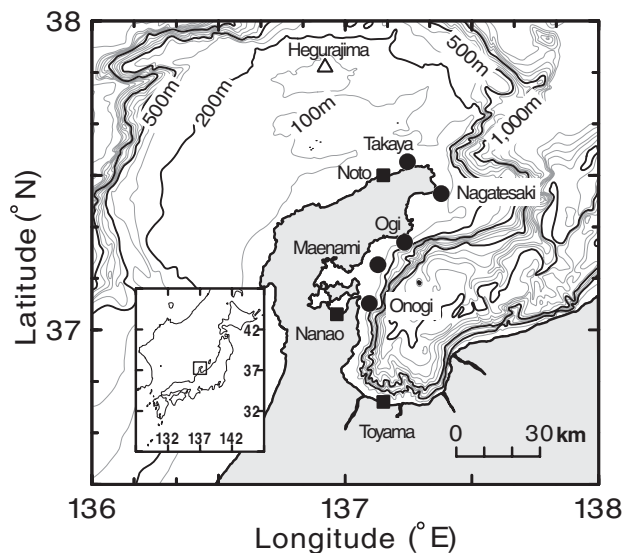 38
Hegurajima
500m
500m
200m
100m
1,000m
Takaya
Noto
Nagatesaki
Ogi
Maenami
Onogi
37
Nanao
42
37
32
132 137 142
Toyama
0 30 km
136 137 138
Latitude (°N)
Longitude (°E)